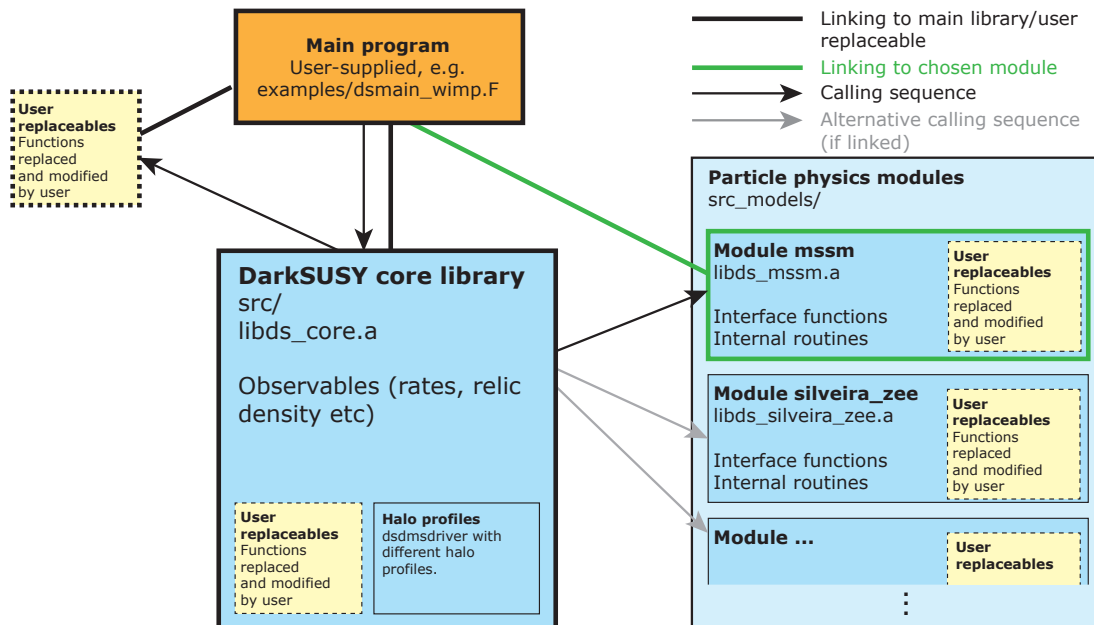 Main program
User-supplied, e.g.
examples/dsmain_wimp.F
Linking to main library/user
replaceable
Linking to chosen module
Calling sequence
Alternative calling sequence
(if linked)
User
replaceables
Functions
replaced
and modified
by user
DarkSUSY core library
src/
libds_core.a
Observables (rates, relic
density etc)
User
replaceables
Functions
replaced
and modified
by user
Halo profiles
dsdmsdriver with
different halo
profiles.
Particle physics modules
src_models/
Module mssm
libds_mssm.a
Interface functions
Internal routines
User
replaceables
Functions
replaced
and modified
by user
Module silveira_zee
libds_silveira_zee.a
Interface functions
Internal routines
User
replaceables
Functions
replaced
and modified
by user
Module ...
User
replaceables
⋮